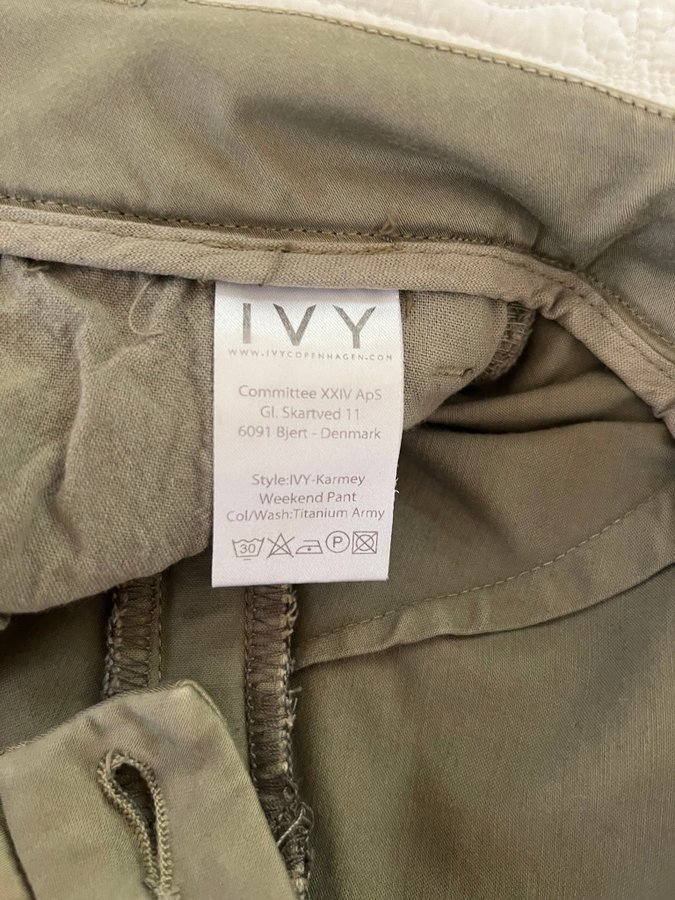 IVY
WWW.IVYCOPENHAGEN.COM
Committee XXIV ApS
Gl. Skartved 11
6091 Bjert - Denmark
Style:IVY-Karmey
Weekend Pant
Col/Wash:Titanium Army
30 P